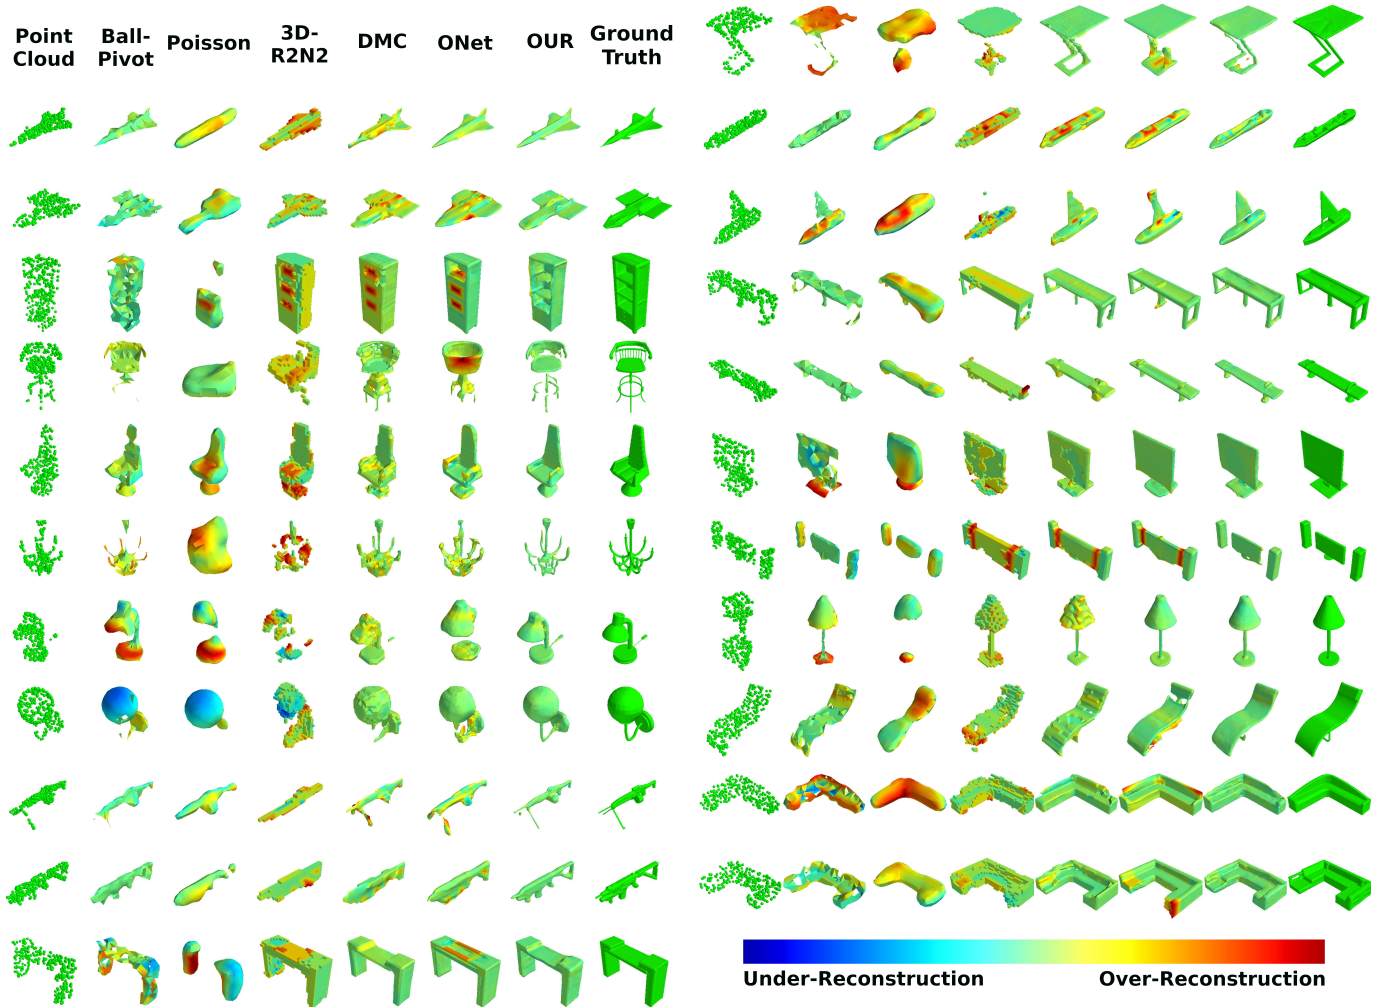 Point Cloud
Ball-Pivot
Poisson
3D-R2N2
DMC
ONet
OUR
Ground Truth
Under-Reconstruction
Over-Reconstruction